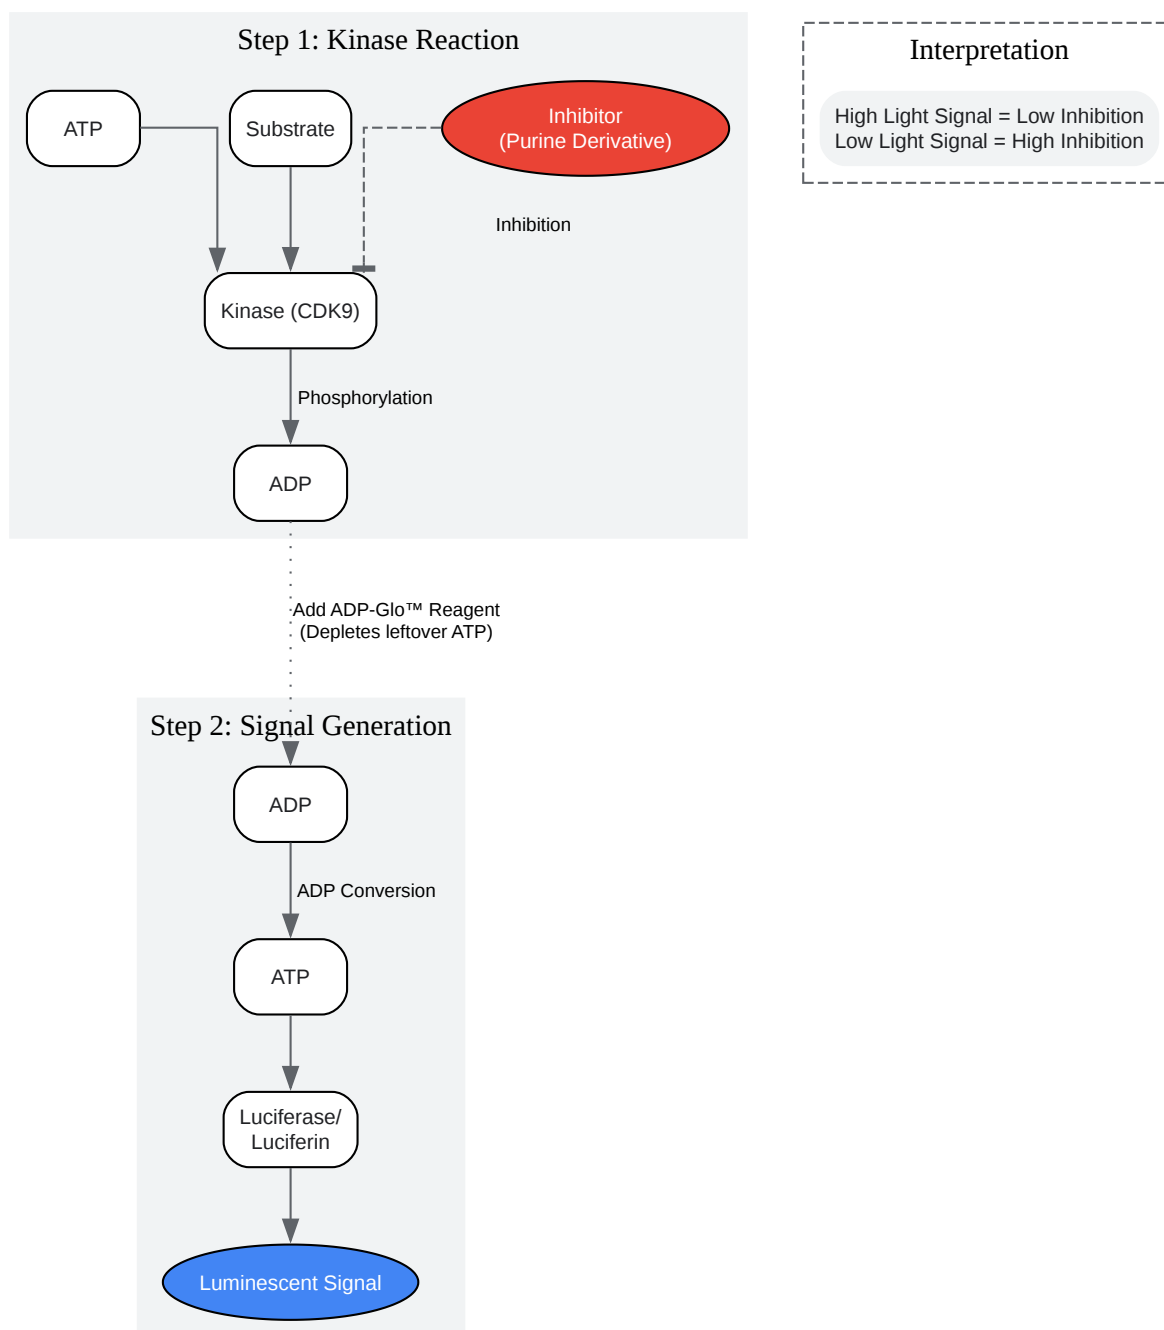 Step 1: Kinase Reaction
ATP
Substrate
Inhibitor
(Purine Derivative)
Inhibition
Kinase (CDK9)
Phosphorylation
ADP
Add ADP-Glo™ Reagent
(Depletes leftover ATP)
Step 2: Signal Generation
ADP
ADP Conversion
ATP
Luciferase/
Luciferin
Luminescent Signal
Interpretation
High Light Signal = Low Inhibition
Low Light Signal = High Inhibition